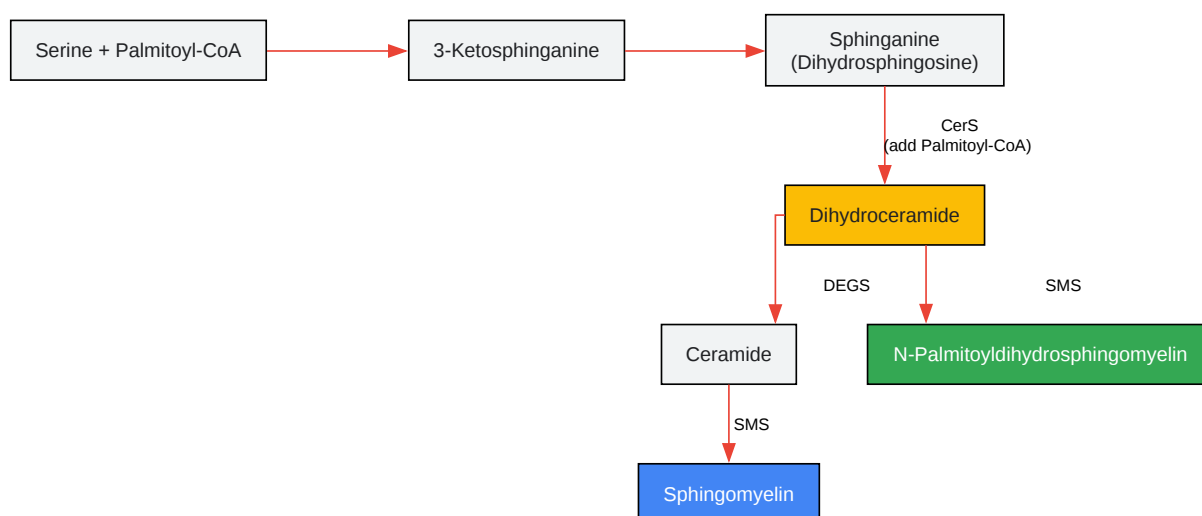 Serine + Palmitoyl-CoA
3-Ketosphinganine
Sphinganine
(Dihydrosphingosine)
CerS
(add Palmitoyl-CoA)
Dihydroceramide
DEGS
SMS
Ceramide
N-Palmitoyldihydrosphingomyelin
SMS
Sphingomyelin